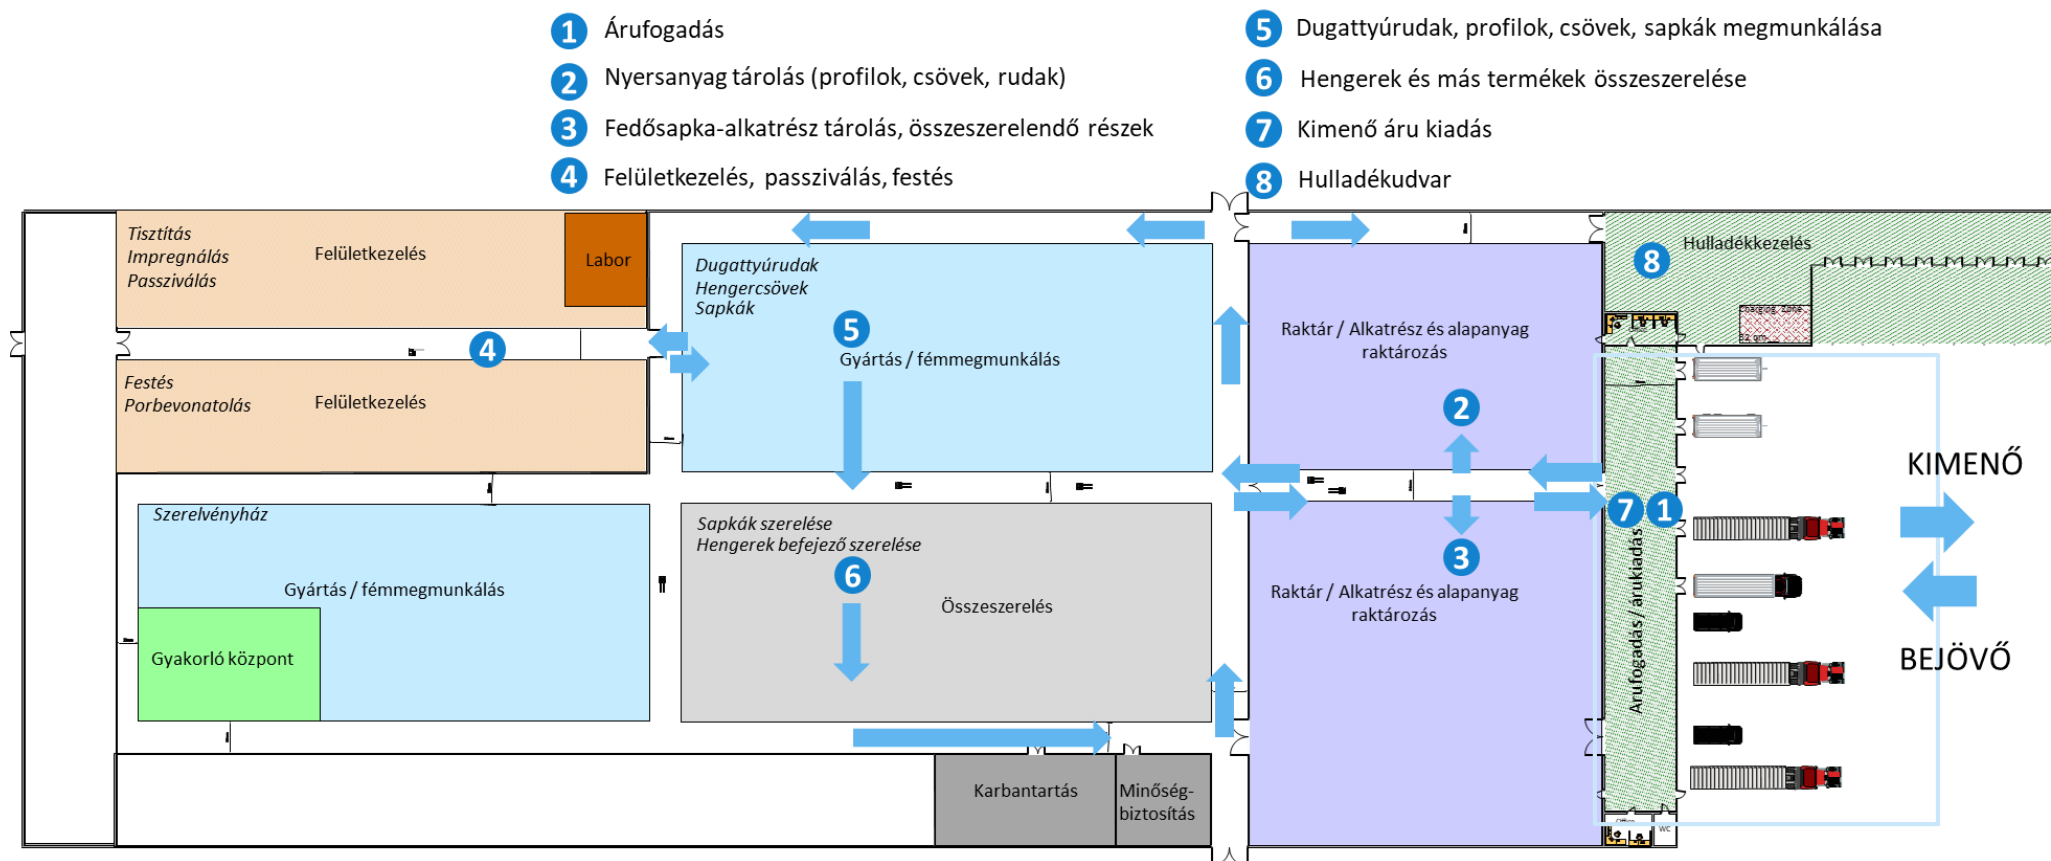 1 Árufogadás
2 Nyersanyag tárolás (profilok, csövek, rudak)
3 Fedősapka-alkatrész tárolás, összeszerelendő részek
4 Felületkezelés, passziválás, festés
5 Dugattyúrudak, profilok, csövek, sapkák megmunkálása
6 Hengerek és más termékek összeszerelése
7 Kimenő áru kiadás
8 Hulladékudvar
Tisztítás
Impregnálás
Passziválás
Felületkezelés
Labor
4
Festés
Porbevonatolás
Felületkezelés
Dugattyúrudak
Hengercsövek
Sapkák
5
Gyártás / fémmegmunkálás
Raktár / Alkatrész és alapanyag
raktározás
2
Hulladékkezelés
8
Charging Zone
Szerelvényház
Gyártás / fémmegmunkálás
Gyakorló központ
Sapkák szerelése
Hengerek befejező szerelése
6
Összeszerelés
3
Raktár / Alkatrész és alapanyag
raktározás
7 1
Árufogadás / árukiadás
KIMENŐ
BEJÖVŐ
Karbantartás
Minőség-
biztosítás
Office
WC